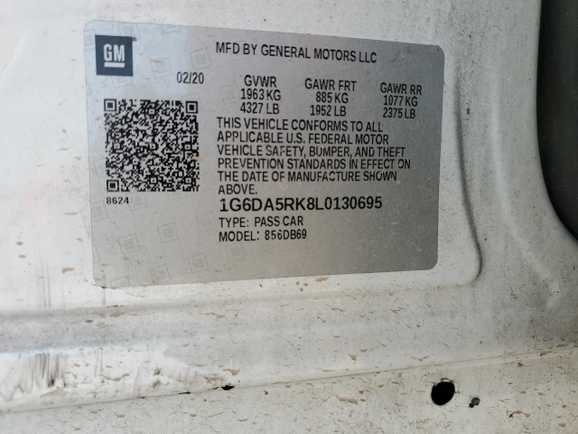 GM
MFD BY GENERAL MOTORS LLC
02/20 GVWR GAWR FRT GAWR RR
1963 KG 885 KG 1077 KG
4327 LB 1952 LB 2375 LB
THIS VEHICLE CONFORMS TO ALL
APPLICABLE U.S. FEDERAL MOTOR
VEHICLE SAFETY, BUMPER, AND THEFT
PREVENTION STANDARDS IN EFFECT ON
THE DATE OF MANUFACTURE SHOWN
ABOVE.
8624
1G6DA5RK8L0130695
TYPE: PASS CAR
MODEL: 856DB69